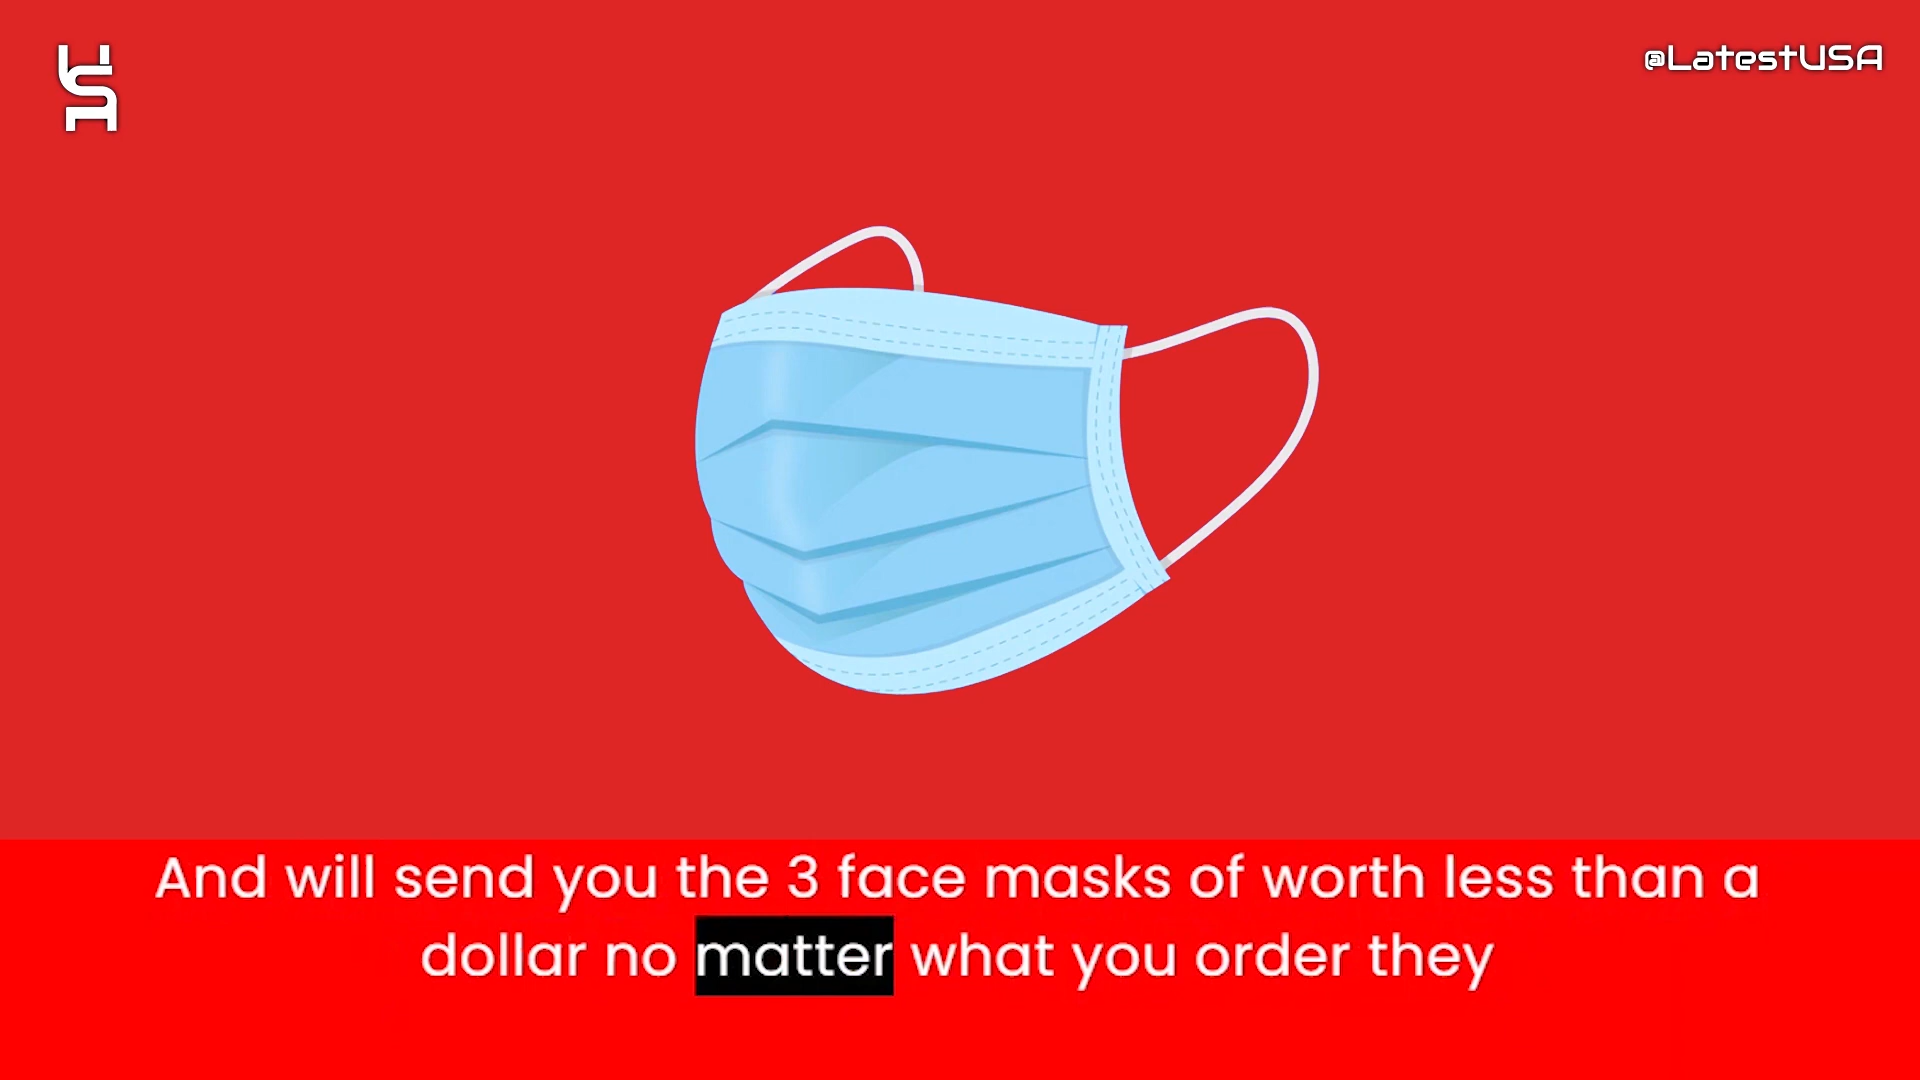 USA
@LatestUSA
And will send you the 3 face masks of worth less than a
dollar no matter what you order they